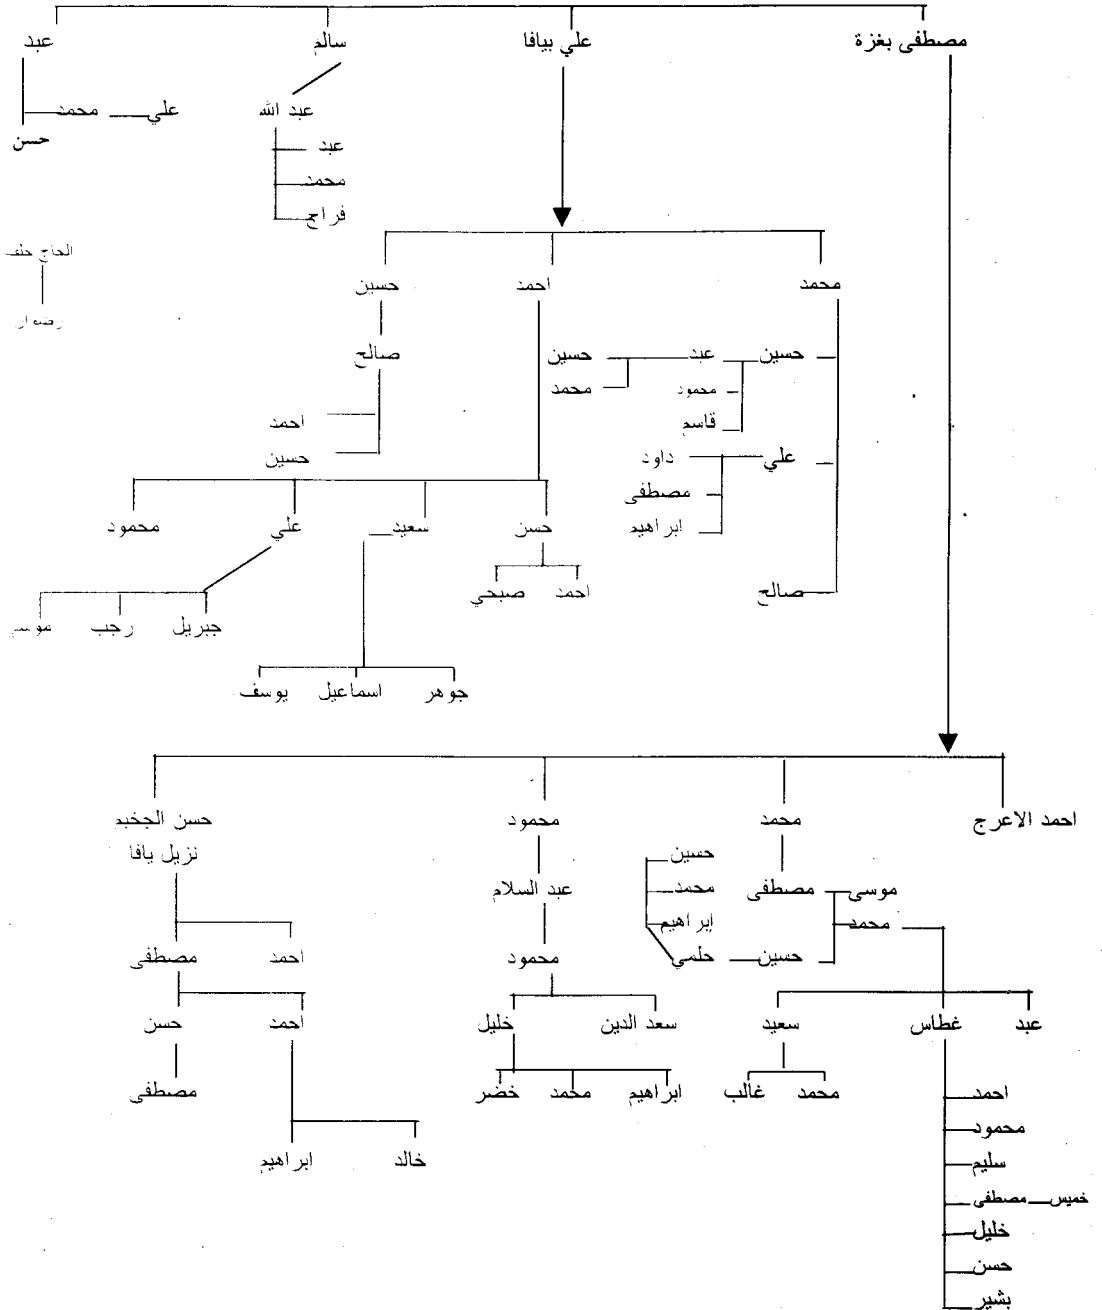 مصطفى بغزة علي بيافا سالم عبد
عبد الله علي محمد
حسن
عبد
محمد
فراج
الحاج خلف
محمد احمد حسين
حسين عبد حسين صالح
محمود محمد
قاسم احمد
علي داود حسين
مصطفى
ابراهيم حسن سعيد علي محمود
صالح احمد صبحي
جبريل رجب موسى
جوهر اسماعيل يوسف
احمد الاعرج محمد محمود حسن
نزيل يافا
حسين
موسى مصطفى محمد عبد السلام
محمد ابراهيم
حسين حلمي محمود احمد مصطفى
عبد غطاس سعيد سعد الدين خليل احمد حسن
احمد محمد غالب ابراهيم محمد خضر مصطفى
محمود
سليم خالد ابراهيم
خميس مصطفى
خليل
حسن
بشير